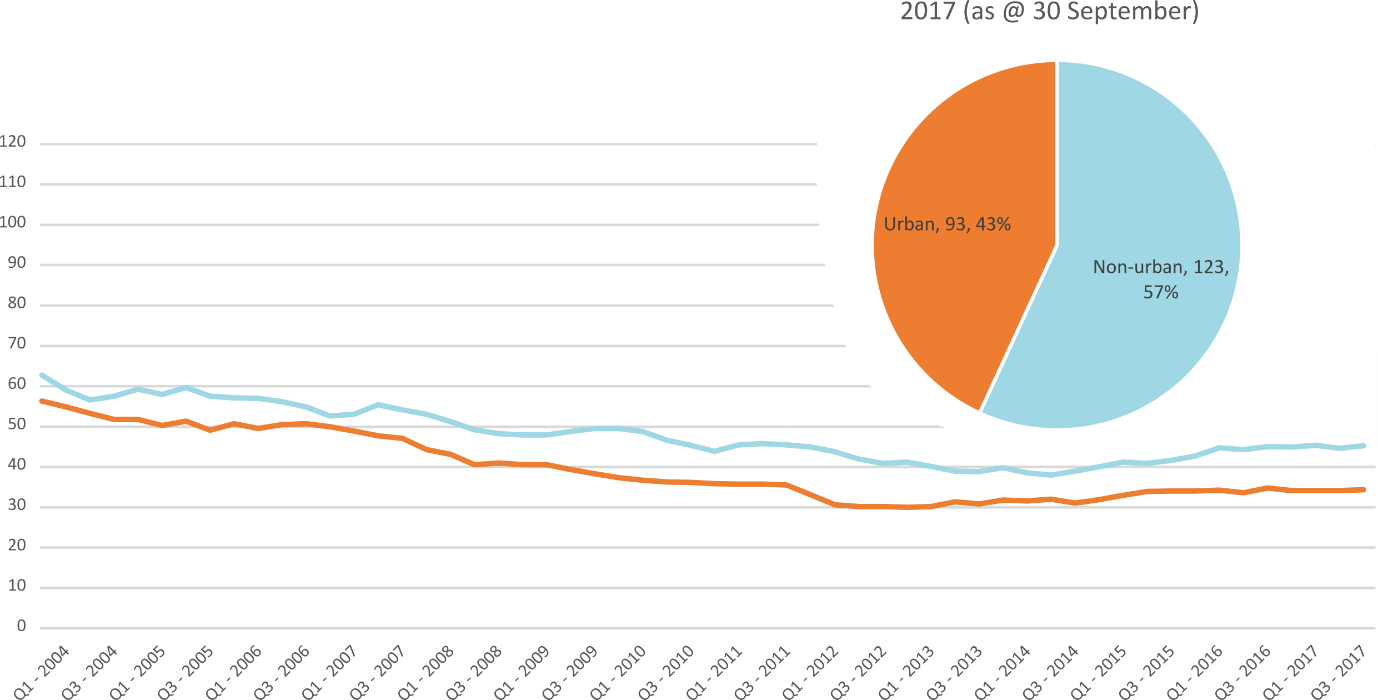 2017 (as @ 30 September)
Urban, 93, 43%
Non-urban, 123,
57%
120
110
100
90
80
70
60
50
40
30
20
10
0
Q1 - 2004
Q3 - 2004
Q1 - 2005
Q3 - 2005
Q1 - 2006
Q3 - 2006
Q1 - 2007
Q3 - 2007
Q1 - 2008
Q3 - 2008
Q1 - 2009
Q3 - 2009
Q1 - 2010
Q3 - 2010
Q1 - 2011
Q3 - 2011
Q1 - 2012
Q3 - 2012
Q1 - 2013
Q3 - 2013
Q1 - 2014
Q3 - 2014
Q1 - 2015
Q3 - 2015
Q1 - 2016
Q3 - 2016
Q1 - 2017
Q3 - 2017